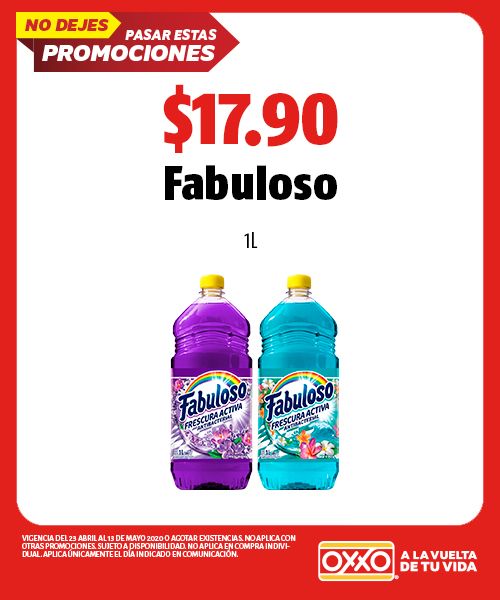 NO DEJES PASAR ESTAS
PROMOCIONES
$17.90
Fabuloso
1L
Fabuloso Fabuloso
FRESCURA ACTIVA FRESCURA ACTIVA
ANTIBACTERIAL ANTIBACTERIAL
VIGENCIA DEL 23 ABRIL AL 13 DE MAYO 2020 O AGOTAR EXISTENCIAS. NO APLICA CON
OTRAS PROMOCIONES. SUJETO A DISPONIBILIDAD. NO APLICA EN COMPRA INDIVI-
DUAL. APLICA ÚNICAMENTE EL DÍA INDICADO EN COMUNICACIÓN.
OXXO
A LA VUELTA
DE TU VIDA